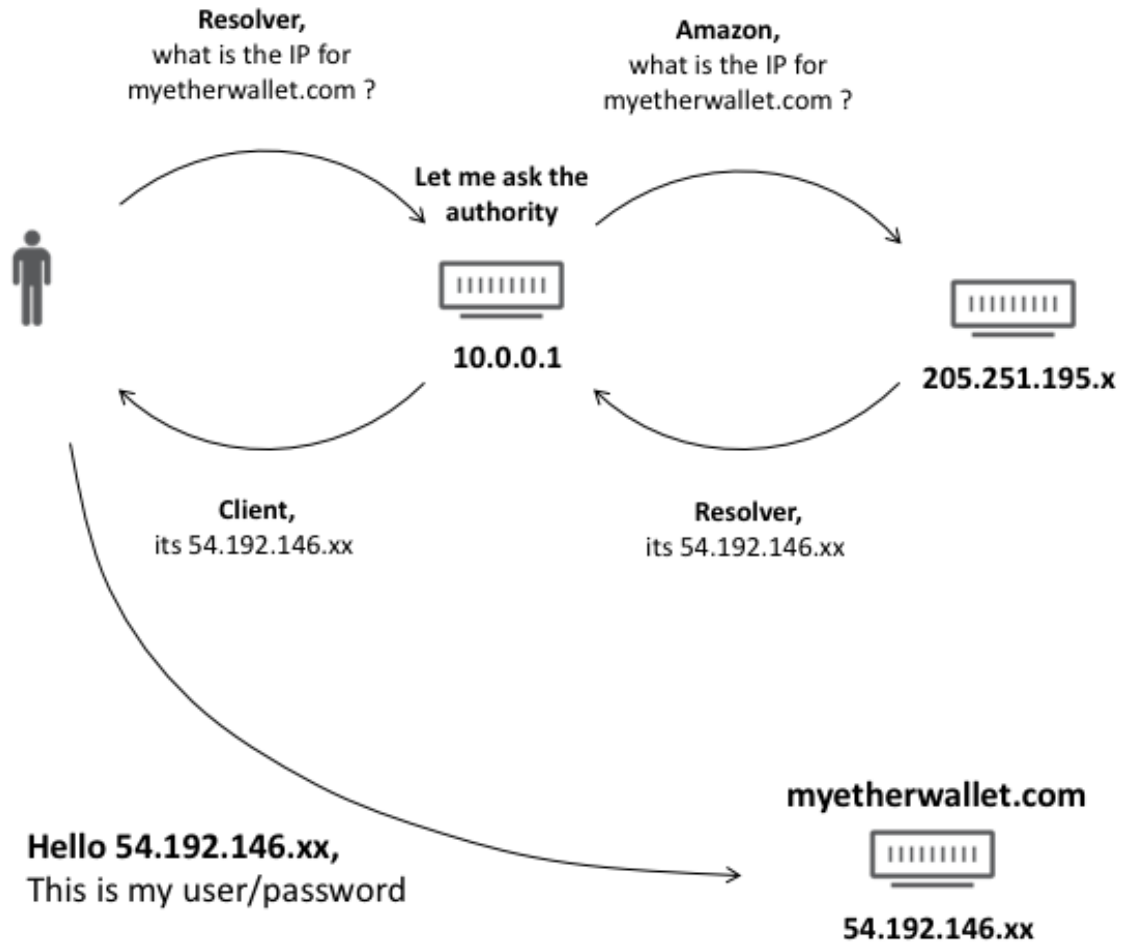 Resolver,
what is the IP for
myetherwallet.com ?
Amazon,
what is the IP for
myetherwallet.com ?
Let me ask the
authority
10.0.0.1
205.251.195.x
Client,
its 54.192.146.xx
Resolver,
its 54.192.146.xx
myetherwallet.com
Hello 54.192.146.xx,
This is my user/password
54.192.146.xx